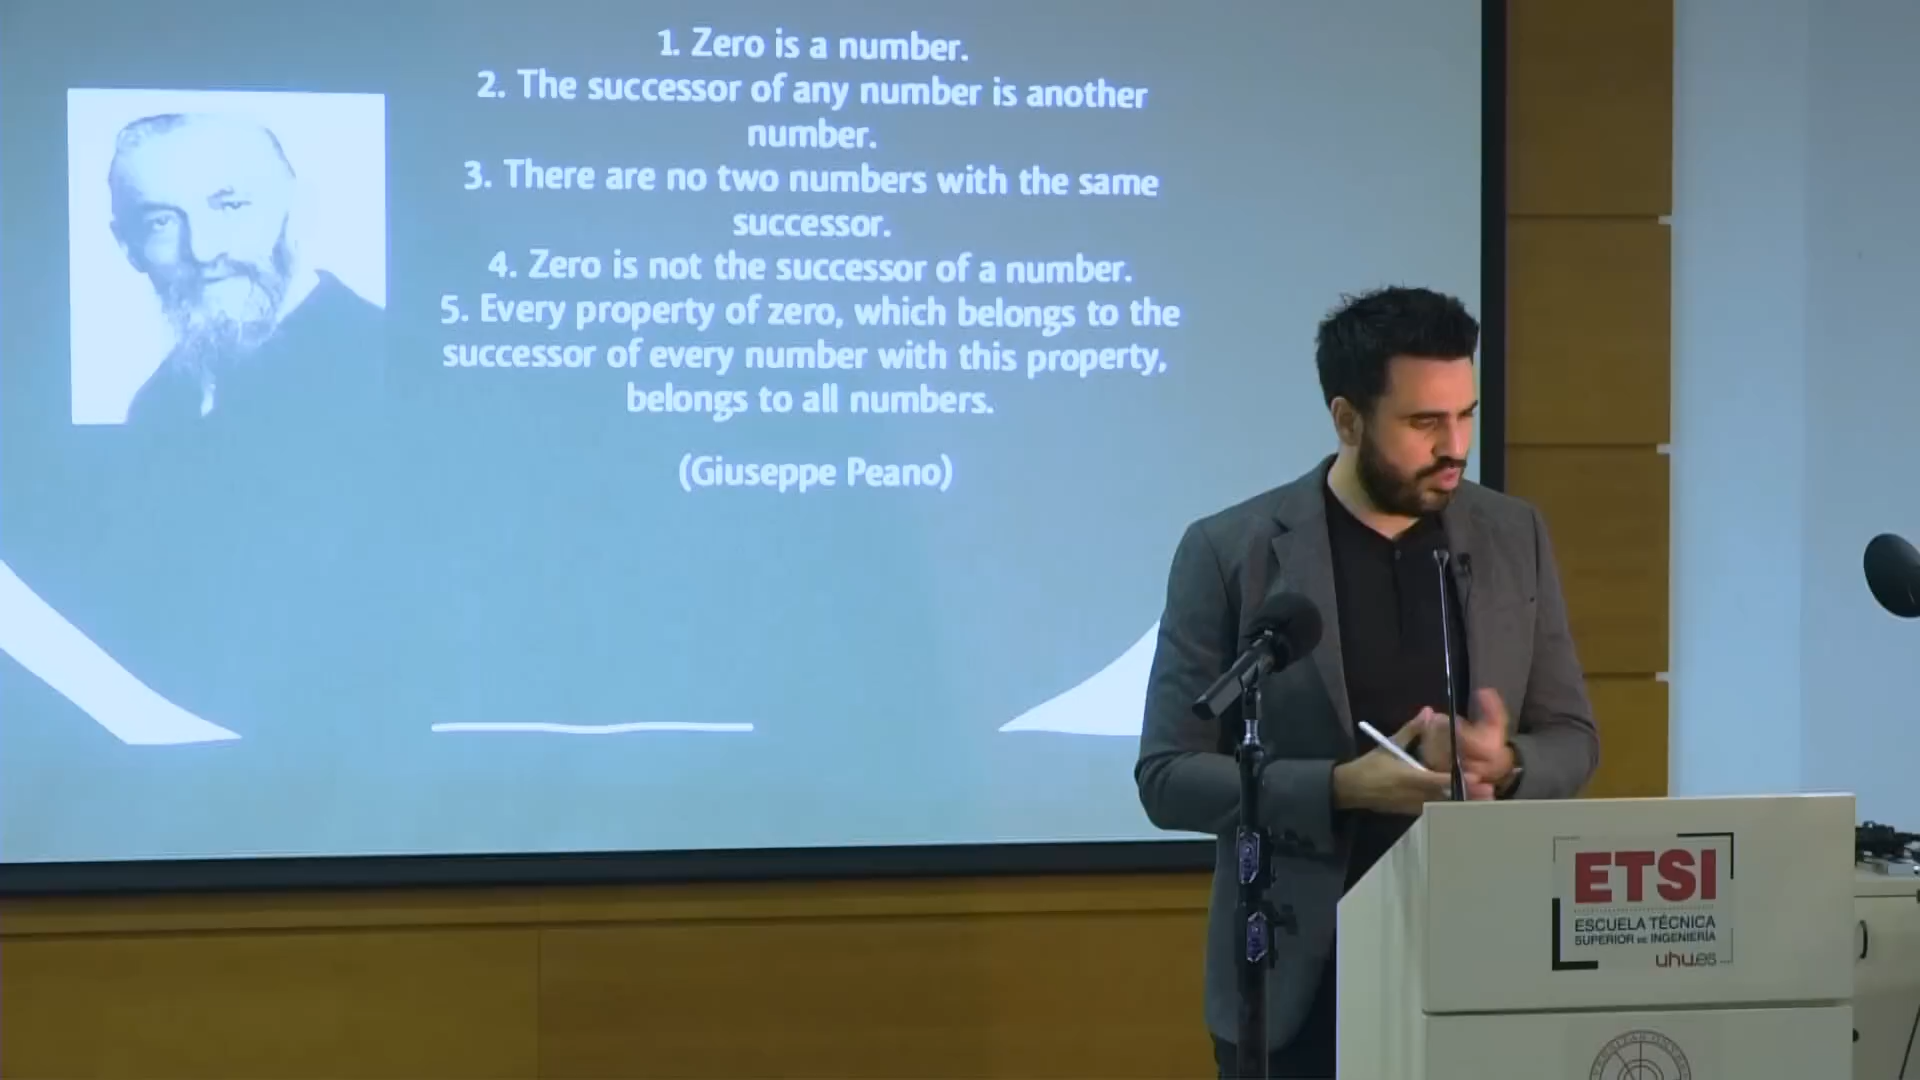 1. Zero is a number.
2. The successor of any number is another
number.
3. There are no two numbers with the same
successor.
4. Zero is not the successor of a number.
5. Every property of zero, which belongs to the
successor of every number with this property,
belongs to all numbers.
(Giuseppe Peano)
ETSI
ESCUELA TÉCNICA
SUPERIOR DE INGENIERÍA
uhu.es